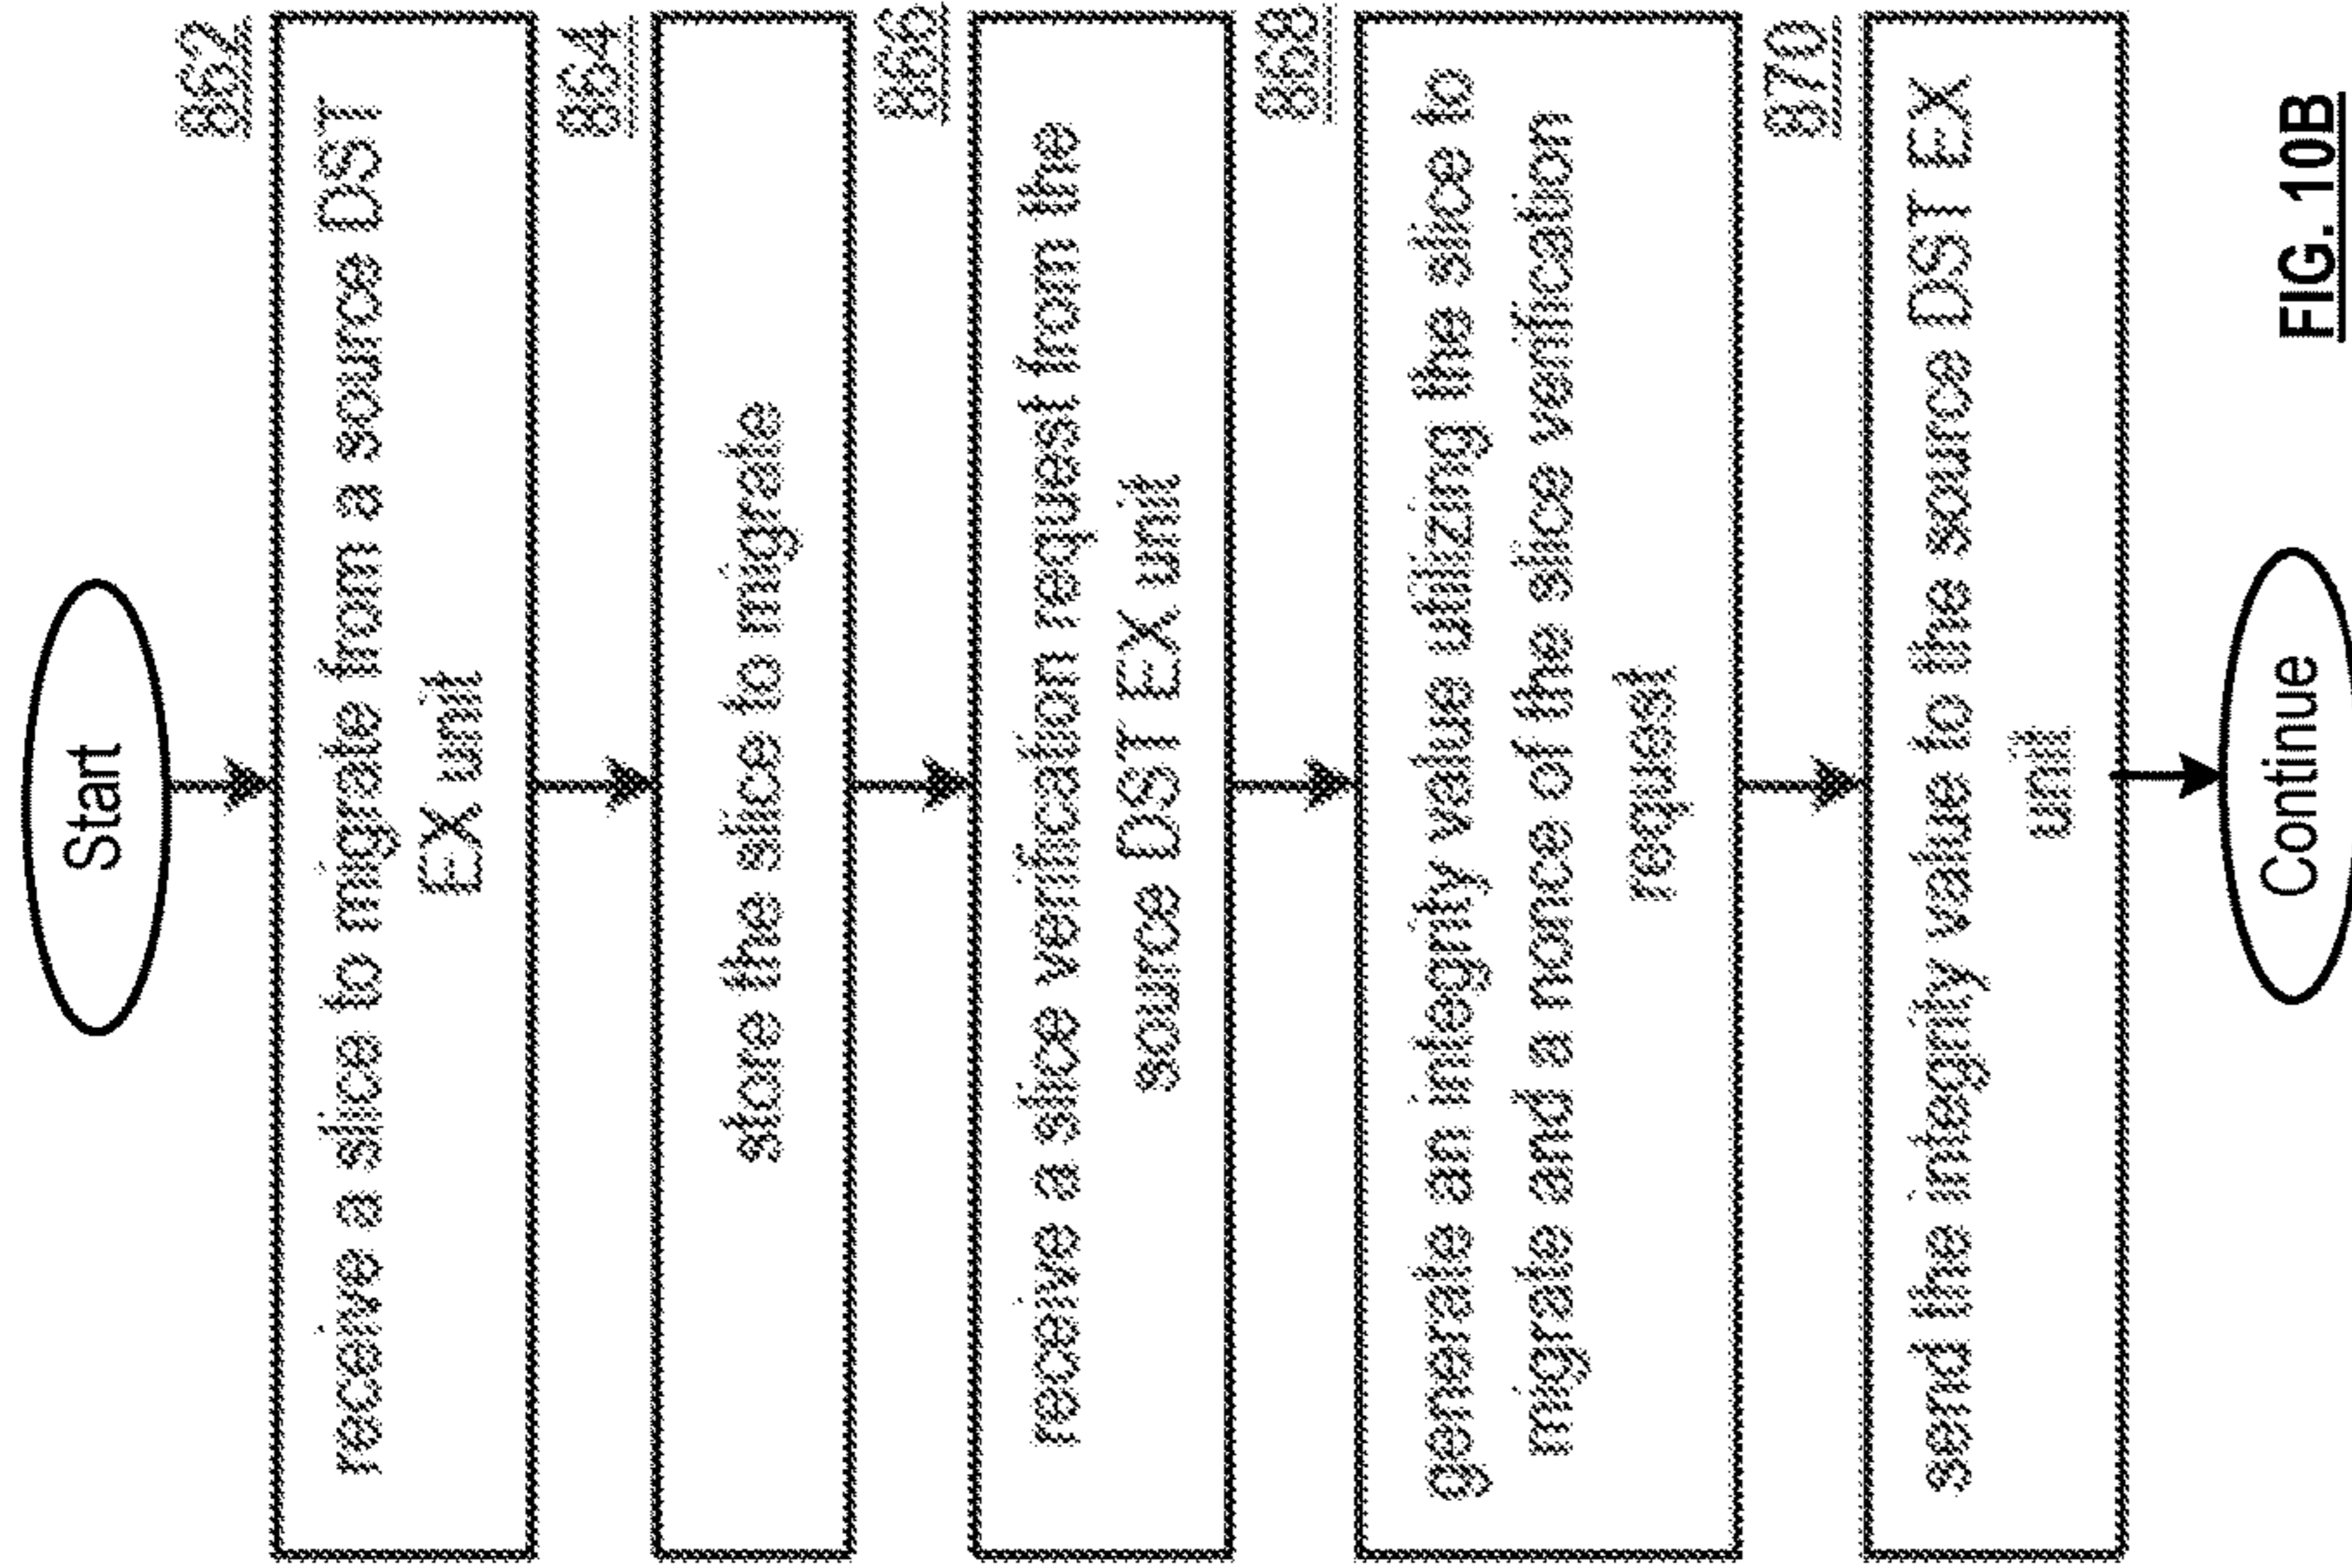 Start
862
receive a slice to migrate from a source DST
EX unit
864
store the slice to migrate
866
receive a slice verification request from the
source DST EX unit
868
generate an integrity value utilizing the slice to
migrate and a nonce of the slice verification
request
870
send the integrity value to the source DST EX
unit
Continue
FIG. 10B